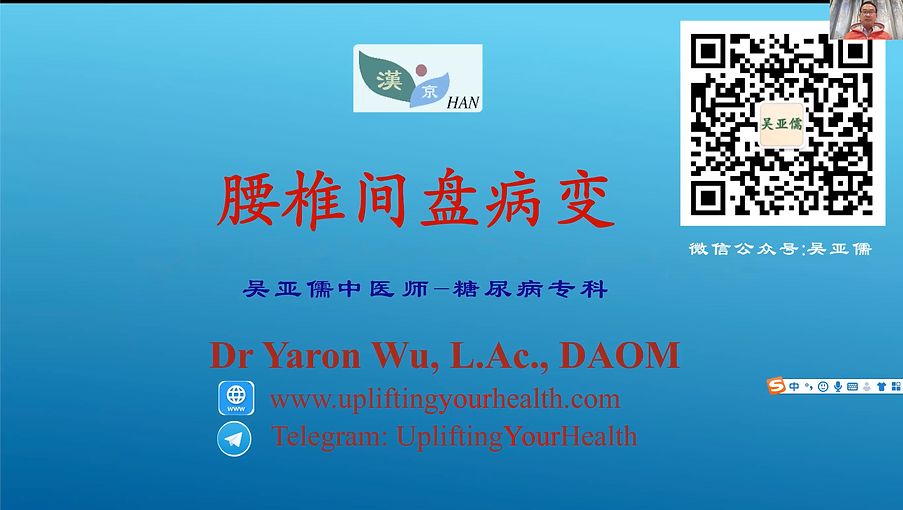 漢
京
HAN
吴亚儒
腰椎间盘病变
微信公众号:吴亚儒
吴亚儒中医师-糖尿病专科
Dr Yaron Wu, L.Ac., DAOM
www
www.upliftingyourhealth.com
Telegram: UpliftingYourHealth
S 中